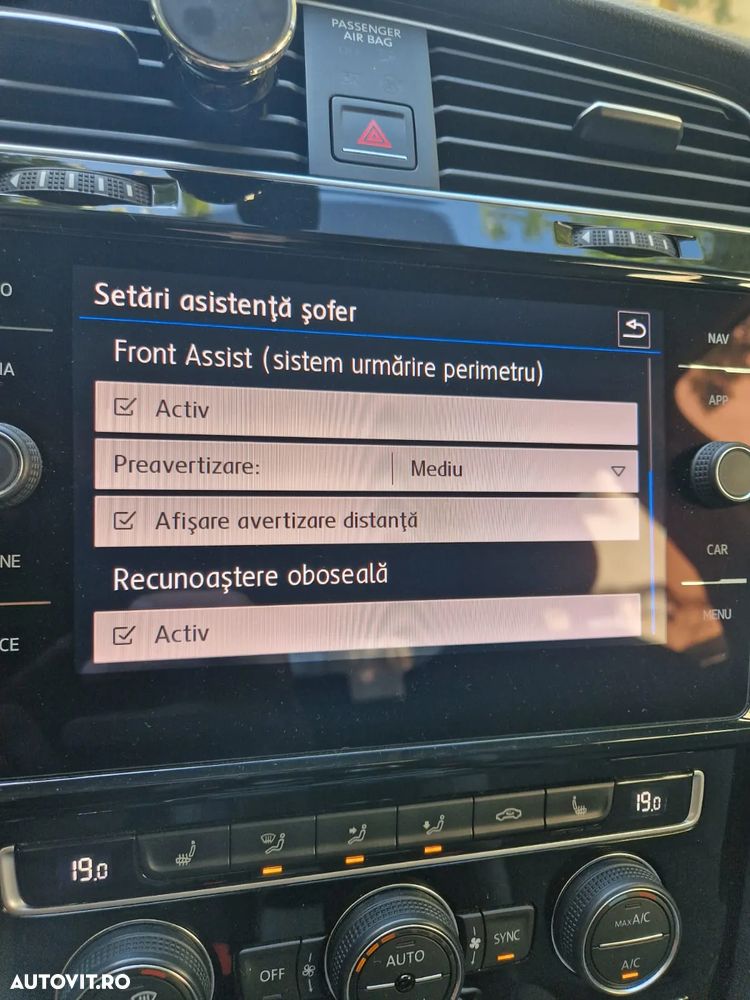 PASSENGER
AIR BAG
Setări asistenţă şofer
Front Assist (sistem urmărire perimetru)
Activ
Preavertizare:
Mediu
Afişare avertizare distanţă
Recunoaştere oboseală
Activ
NAV
APP
CAR
MENU
19.0
19.0
OFF
AUTO
SYNC
MAX A/C
A/C
AUTOVIT.RO